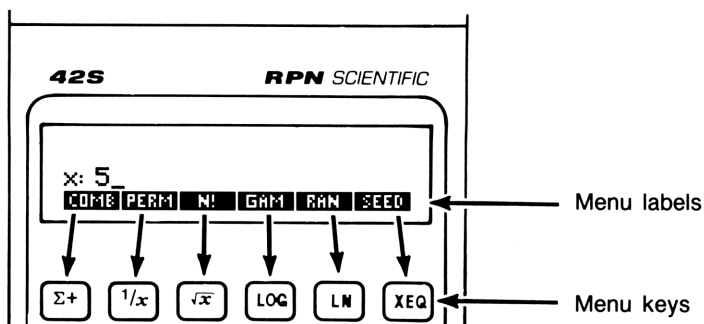 42S RPN SCIENTIFIC
x: 5_
COMB PERM N! GAM RAN SEED
Menu labels
Σ+ 1/x √x LOG LN XEQ
Menu keys